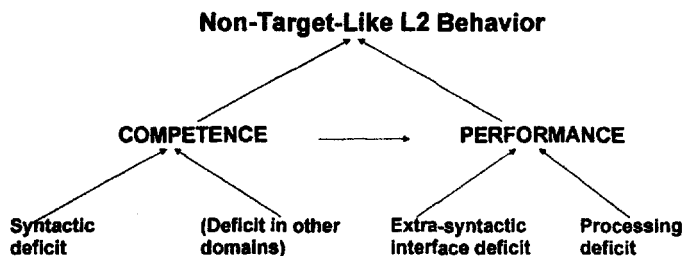 Non-Target-Like L2 Behavior
COMPETENCE PERFORMANCE
Syntactic (Deficit in other Extra-syntactic Processing
deficit domains) interface deficit deficit